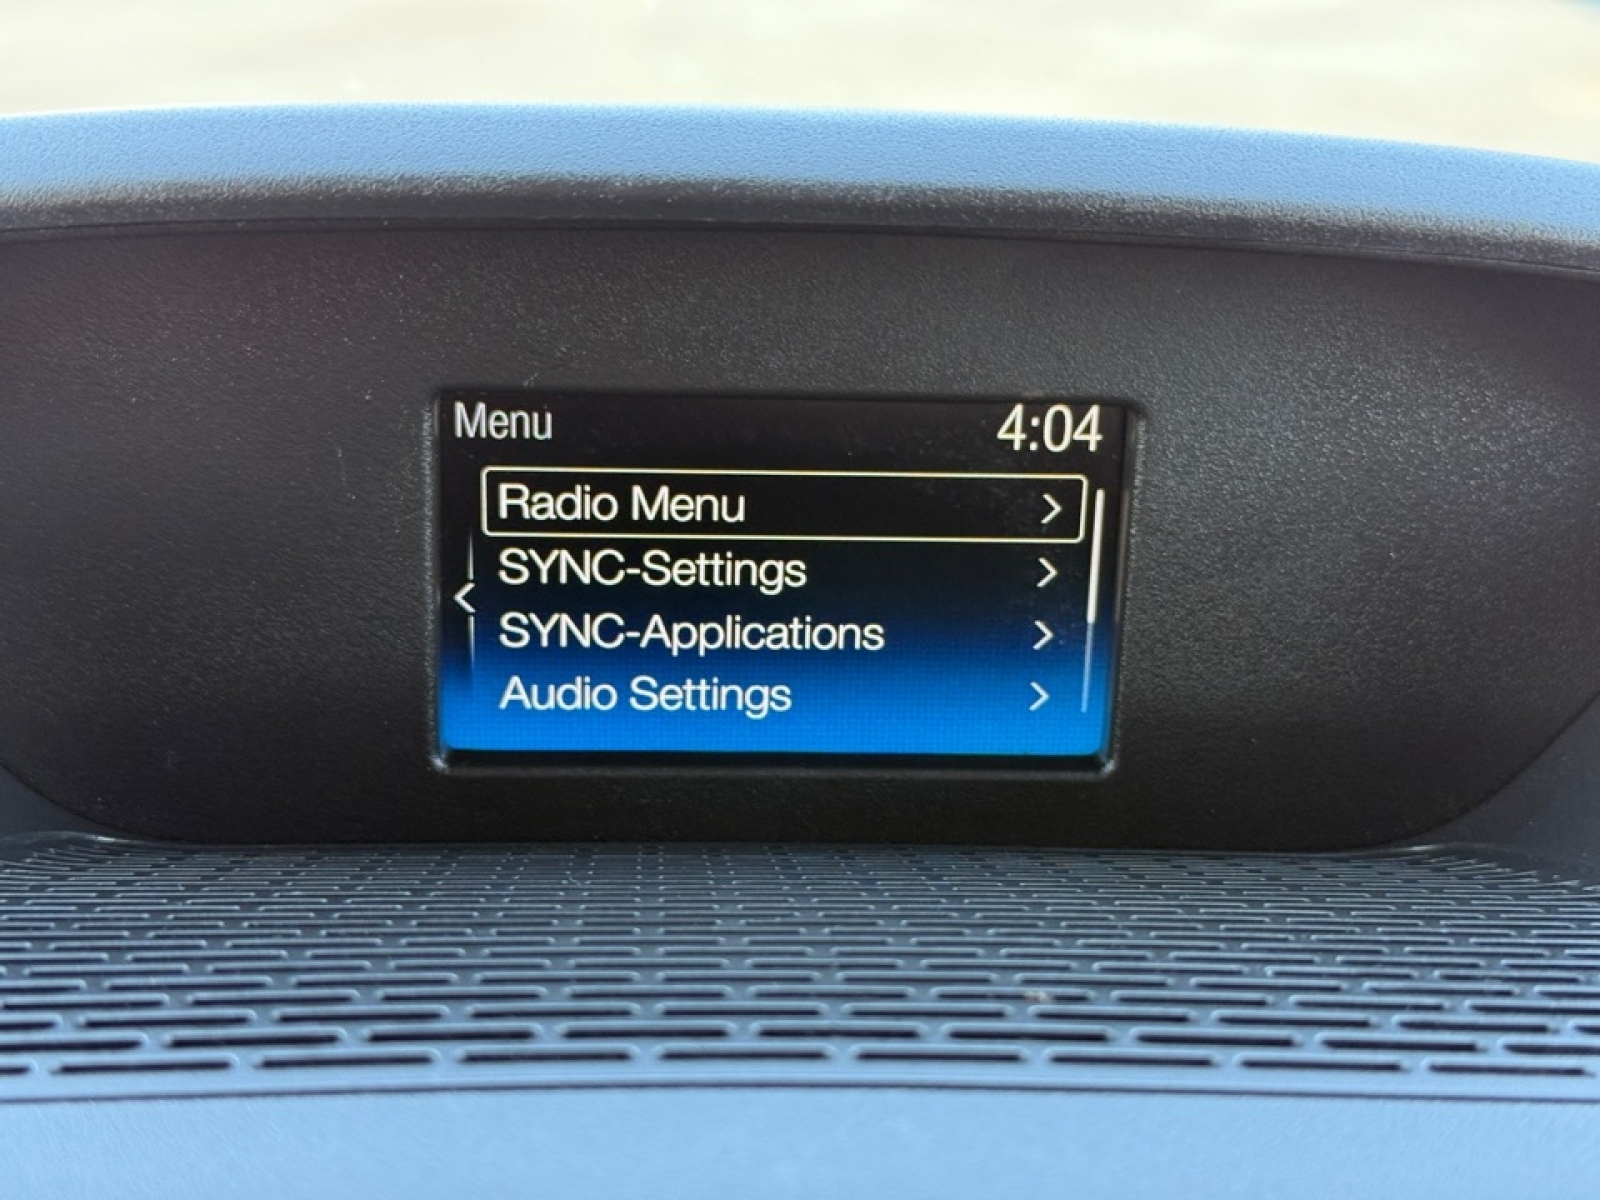 Menu 4:04
Radio Menu
SYNC-Settings
SYNC-Applications
Audio Settings